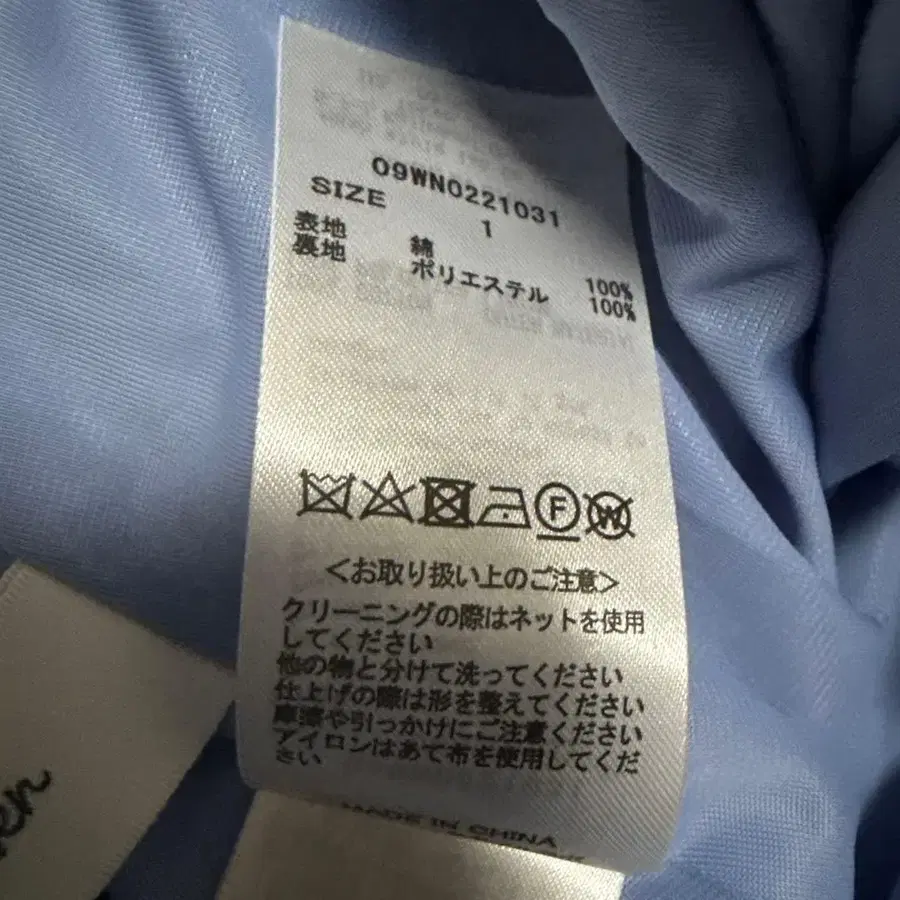 09WN0221031
SIZE 1
表地 綿 100%
裏地 ポリエステル 100%
F
W
<お取り扱い上のご注意>
クリーニングの際はネットを使用
してください
他の物と分けて洗ってください
仕上げの際は形を整えてください
摩擦や引っかけにご注意ください
アイロンはあて布を使用してくだ
さい
MADE IN CHINA
en